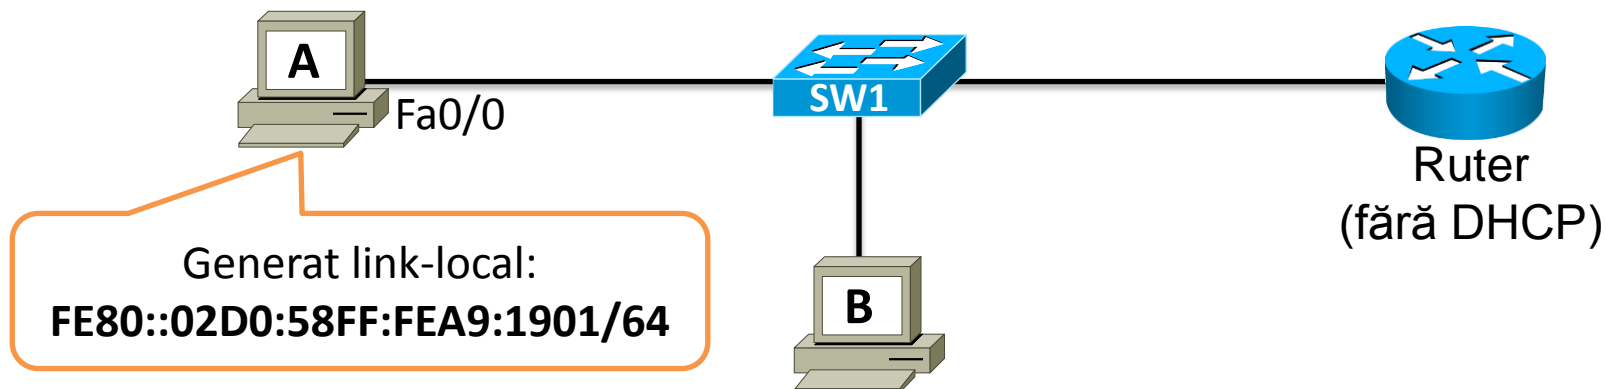 A
Fa0/0
SW1
Ruter
(fără DHCP)
Generat link-local:
FE80::02D0:58FF:FEA9:1901/64
B